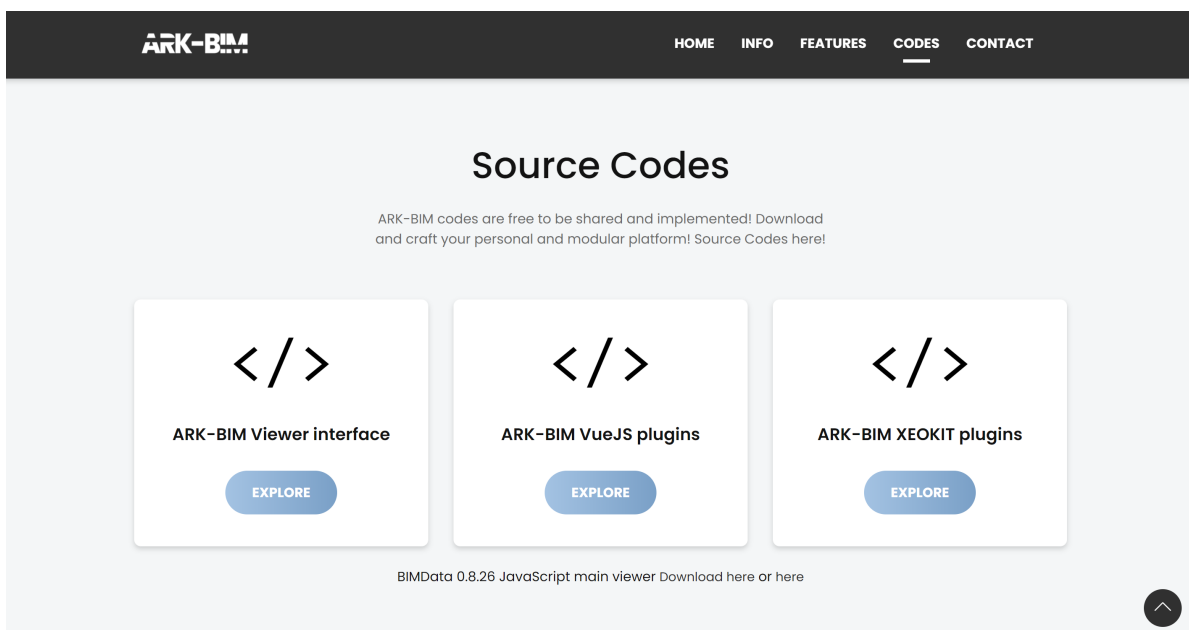 ARK-BIM
HOME INFO FEATURES CODES CONTACT
Source Codes
ARK-BIM codes are free to be shared and implemented! Download
and craft your personal and modular platform! Source Codes here!
</>
</>
</>
ARK-BIM Viewer interface
ARK-BIM VueJS plugins
ARK-BIM XEOKIT plugins
EXPLORE
EXPLORE
EXPLORE
BIMData 0.8.26 JavaScript main viewer Download here or here